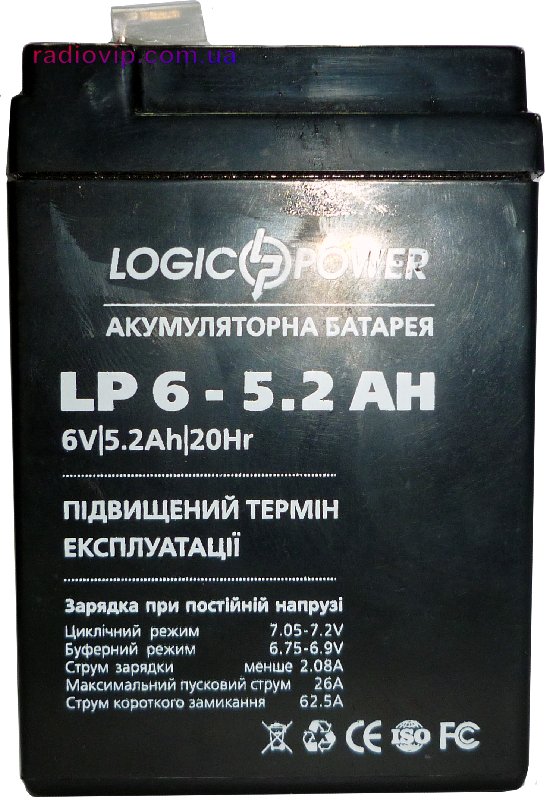 radiovip.com.ua
LOGIC LP POWER
АКУМУЛЯТОРНА БАТАРЕЯ
LP 6 - 5.2 AH
6V|5.2Ah|20Hr
ПІДВИЩЕНИЙ ТЕРМІН
ЕКСПЛУАТАЦІЇ
Зарядка при постійній напрузі
Циклічний режим 7.05-7.2V
Буферний режим 6.75-6.9V
Струм зарядки менше 2.08A
Максимальний пусковий струм 26A
Струм короткого замикання 62.5A
CE ISO FC